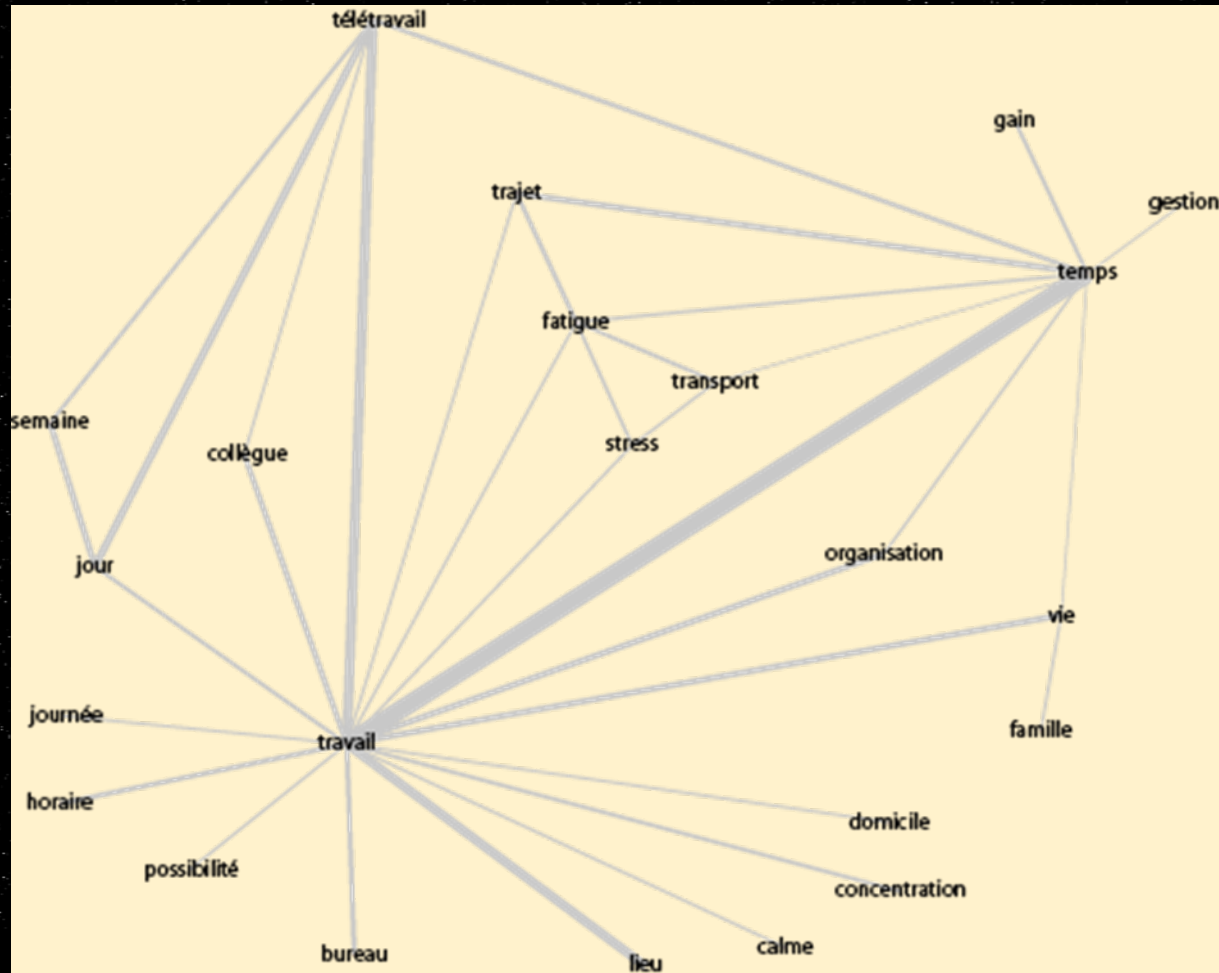 télétravail
gain
trajet
gestion
temps
fatigue
transport
semaine
stress
collègue
organisation
jour
vie
journée
famille
travail
horaire
domicile
possibilité
concentration
calme
bureau
lieu